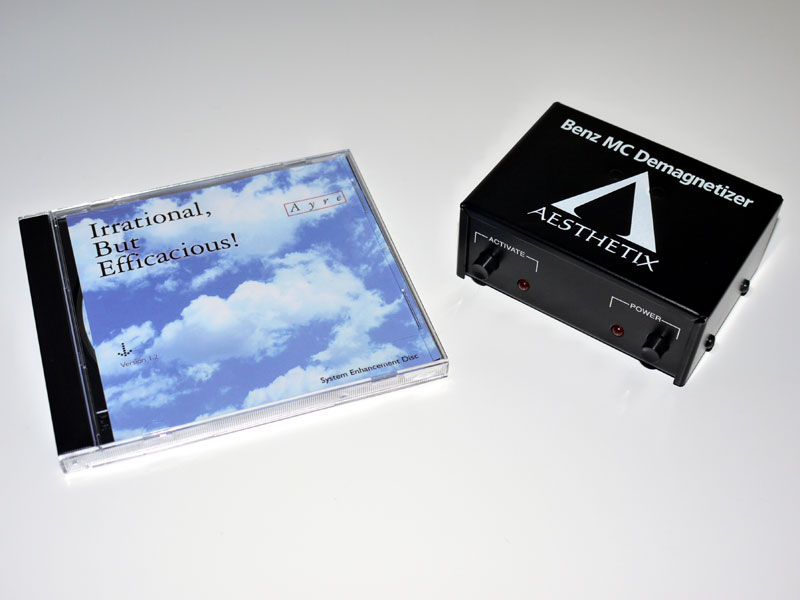 Irrational,
But
Efficacious!
Ayre
Version 1.2
System Enhancement Disc
Benz MC Demagnetizer
AESTHETIX
ACTIVATE
POWER